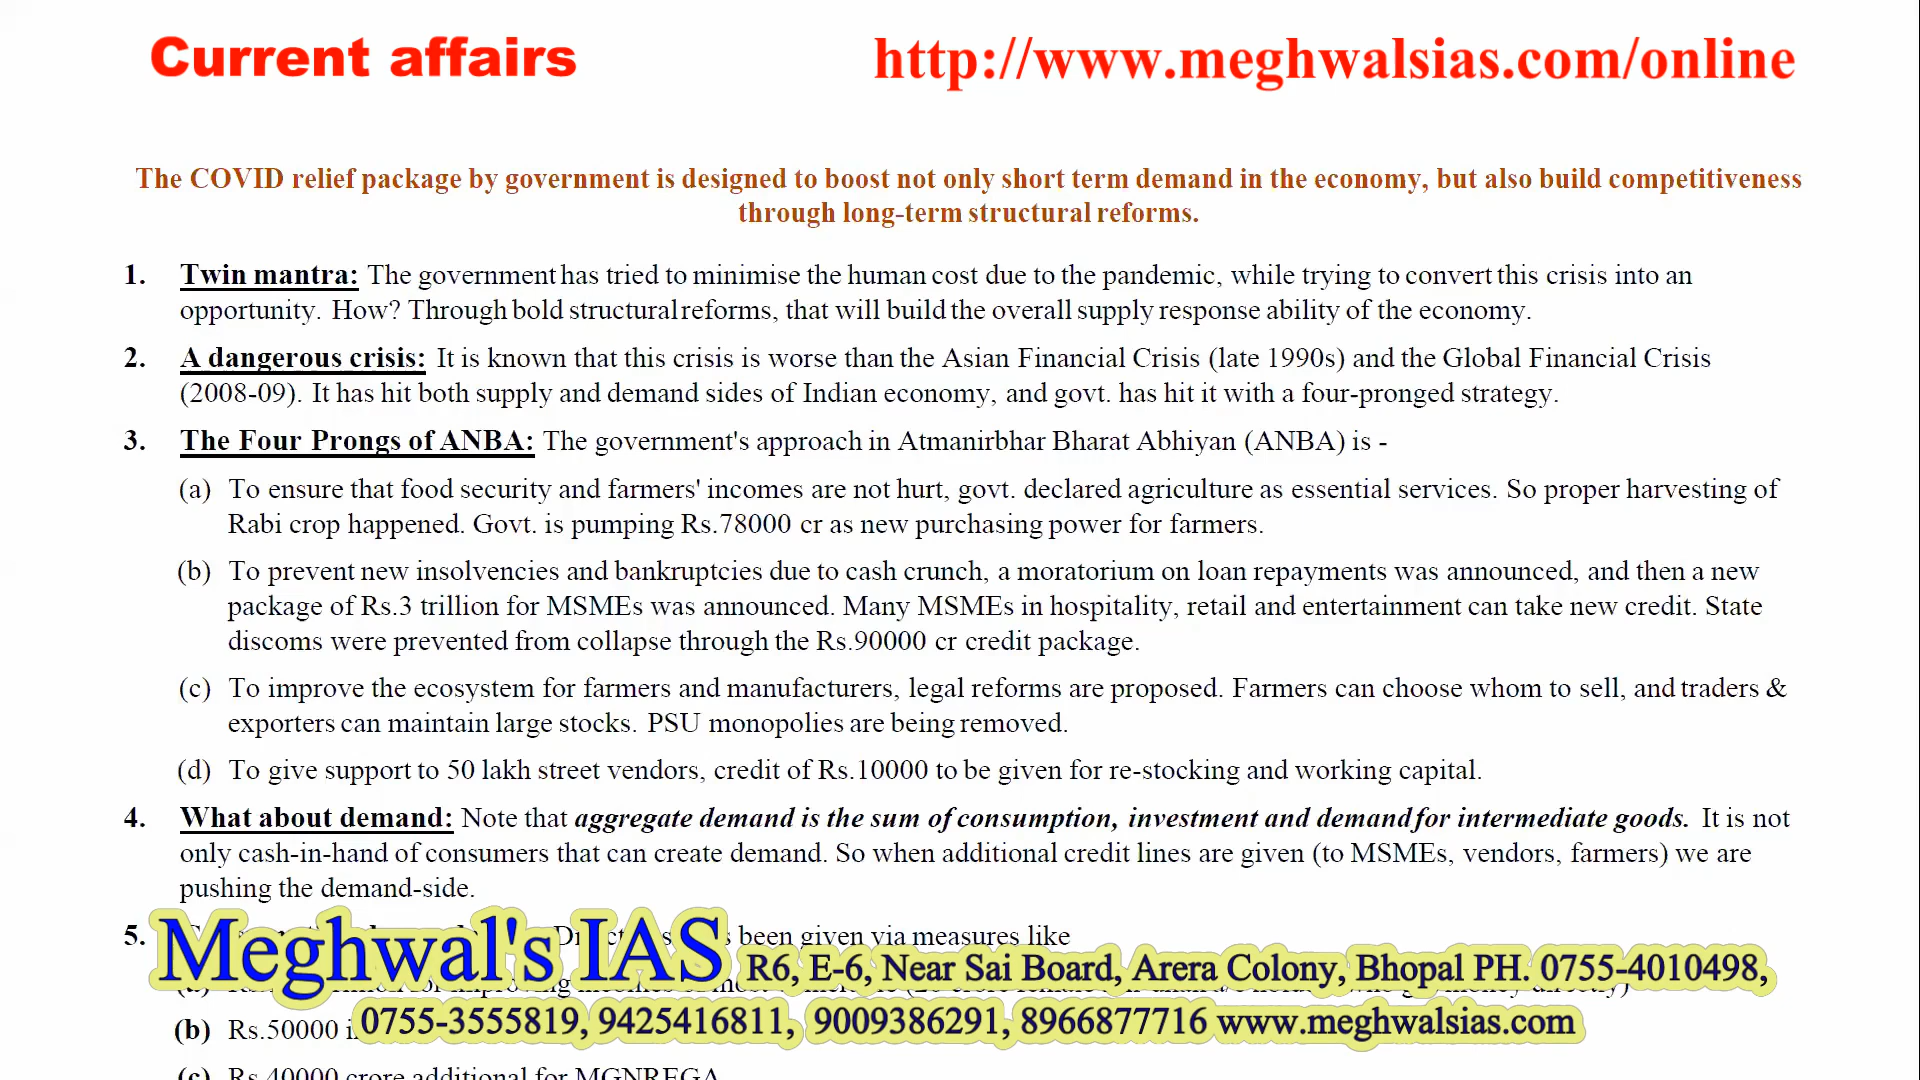 Current affairs
http://www.meghwalsias.com/online
The COVID relief package by government is designed to boost not only short term demand in the economy, but also build competitiveness
through long-term structural reforms.
1. Twin mantra: The government has tried to minimise the human cost due to the pandemic, while trying to convert this crisis into an
opportunity. How? Through bold structural reforms, that will build the overall supply response ability of the economy.
2. A dangerous crisis: It is known that this crisis is worse than the Asian Financial Crisis (late 1990s) and the Global Financial Crisis
(2008-09). It has hit both supply and demand sides of Indian economy, and govt. has hit it with a four-pronged strategy.
3. The Four Prongs of ANBA: The government's approach in Atmanirbhar Bharat Abhiyan (ANBA) is -
(a) To ensure that food security and farmers' incomes are not hurt, govt. declared agriculture as essential services. So proper harvesting of
Rabi crop happened. Govt. is pumping Rs.78000 cr as new purchasing power for farmers.
(b) To prevent new insolvencies and bankruptcies due to cash crunch, a moratorium on loan repayments was announced, and then a new
package of Rs.3 trillion for MSMEs was announced. Many MSMEs in hospitality, retail and entertainment can take new credit. State
discoms were prevented from collapse through the Rs.90000 cr credit package.
(c) To improve the ecosystem for farmers and manufacturers, legal reforms are proposed. Farmers can choose whom to sell, and traders &
exporters can maintain large stocks. PSU monopolies are being removed.
(d) To give support to 50 lakh street vendors, credit of Rs.10000 to be given for re-stocking and working capital.
4. What about demand: Note that aggregate demand is the sum of consumption, investment and demand for intermediate goods. It is not
only cash-in-hand of consumers that can create demand. So when additional credit lines are given (to MSMEs, vendors, farmers) we are
pushing the demand-side.
5. been given via measures like
Meghwal's IAS R6, E-6, Near Sai Board, Arera Colony, Bhopal PH. 0755-4010498,
0755-3555819, 9425416811, 9009386291, 8966877716 www.meghwalsias.com
(b) Rs.50000
(c) Rs.40000 crore additional for MGNREGA